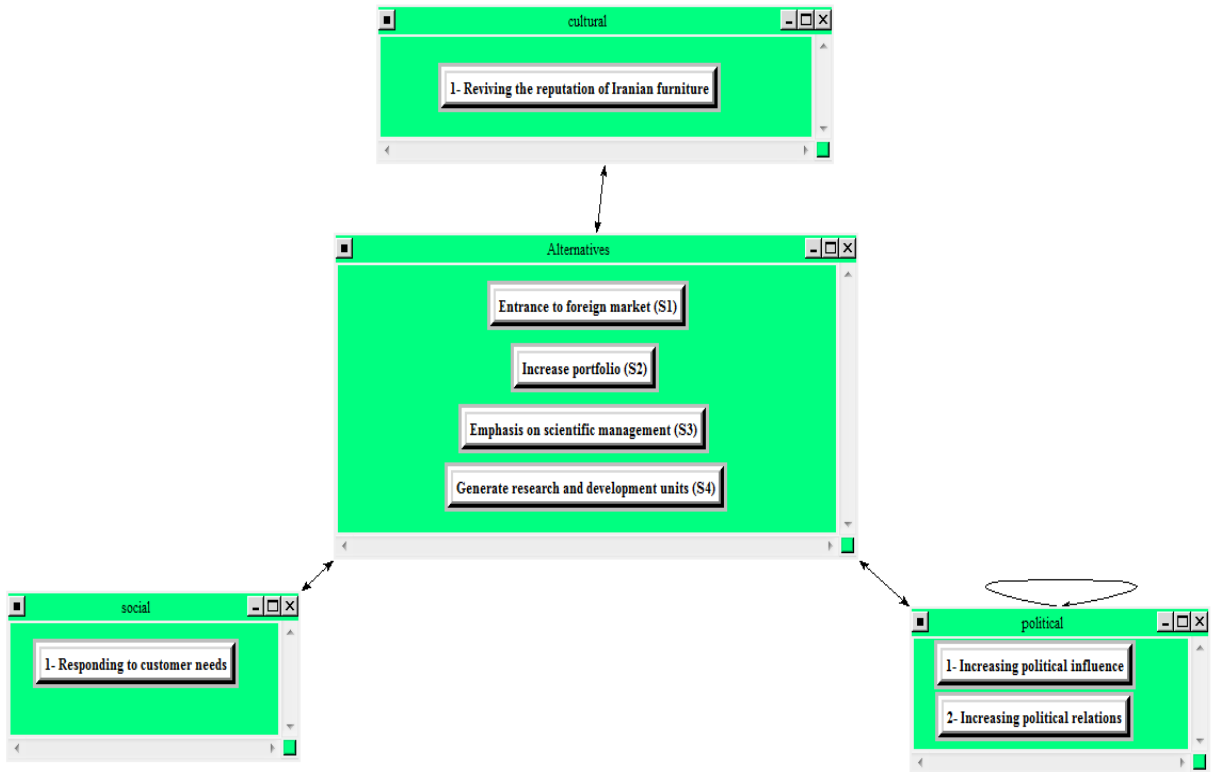 cultural
1- Reviving the reputation of Iranian furniture
Alternatives
Entrance to foreign market (S1)
Increase portfolio (S2)
Emphasis on scientific management (S3)
Generate research and development units (S4)
social
1- Responding to customer needs
political
1- Increasing political influence
2- Increasing political relations